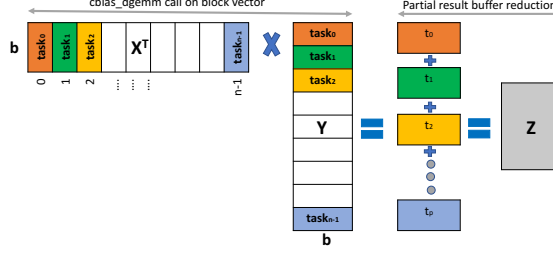 cblas_dgemm call on block vector
Partial result buffer reduction
b
task₀
task₁
task₂
Xᵀ
taskₙ₋₁
0
1
2
.... ... ...
n-1
task₀
task₁
task₂
Y
taskₙ₋₁
b
t₀
+
t₁
+
t₂
+
tₚ
=
=
Z